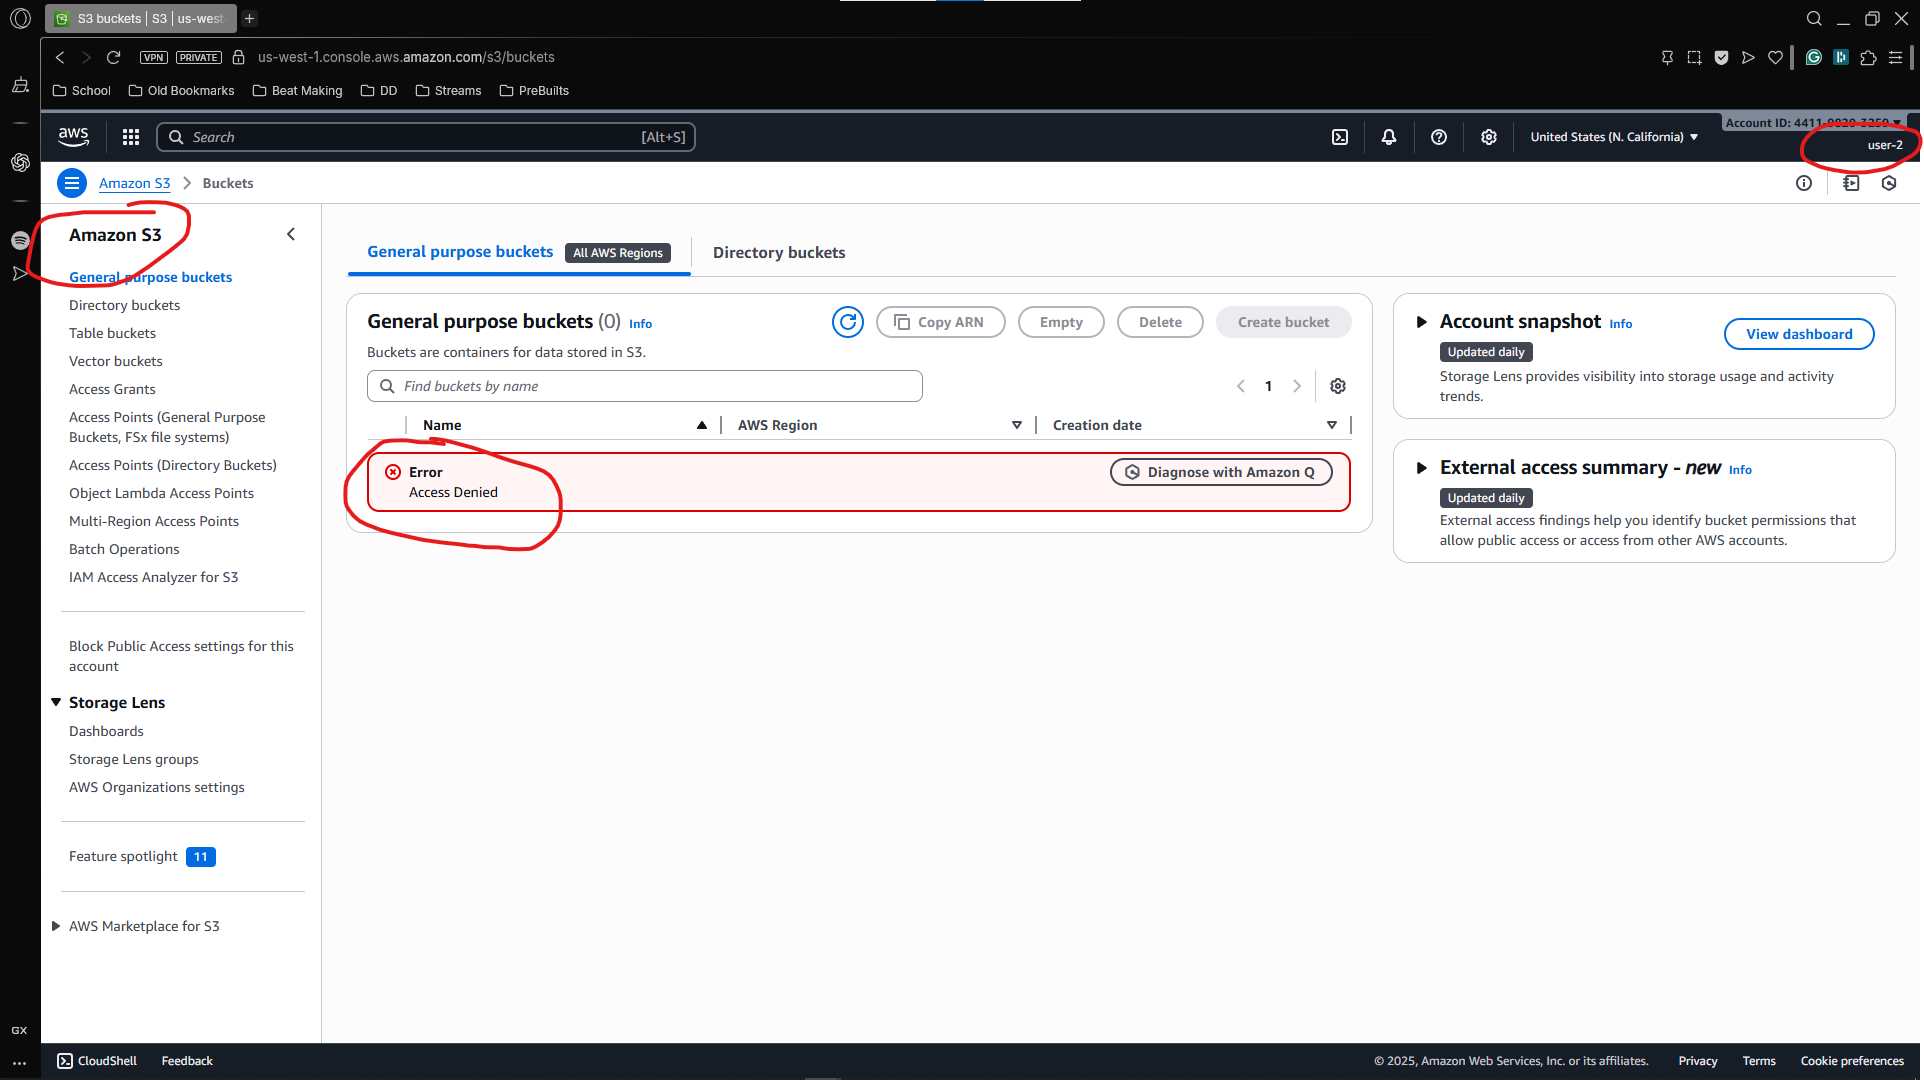 S3 buckets | S3 | us-west-
VPN PRIVATE us-west-1.console.aws.amazon.com/s3/buckets
School Old Bookmarks Beat Making DD Streams PreBuilts
aws Search [Alt+S] United States (N. California)
Account ID: 4411-9820-3259
user-2
Amazon S3 Buckets
Amazon S3
General purpose buckets
Directory buckets
Table buckets
Vector buckets
Access Grants
Access Points (General Purpose
Buckets, FSx file systems)
Access Points (Directory Buckets)
Object Lambda Access Points
Multi-Region Access Points
Batch Operations
IAM Access Analyzer for S3
Block Public Access settings for this
account
Storage Lens
Dashboards
Storage Lens groups
AWS Organizations settings
Feature spotlight 11
AWS Marketplace for S3
General purpose buckets All AWS Regions Directory buckets
General purpose buckets (0) Info
Copy ARN Empty Delete Create bucket
Buckets are containers for data stored in S3.
Find buckets by name
1
Name AWS Region Creation date
Error
Access Denied
Diagnose with Amazon Q
Account snapshot Info
View dashboard
Updated daily
Storage Lens provides visibility into storage usage and activity
trends.
External access summary - new Info
Updated daily
External access findings help you identify bucket permissions that
allow public access or access from other AWS accounts.
GX
CloudShell Feedback
© 2025, Amazon Web Services, Inc. or its affiliates. Privacy Terms Cookie preferences